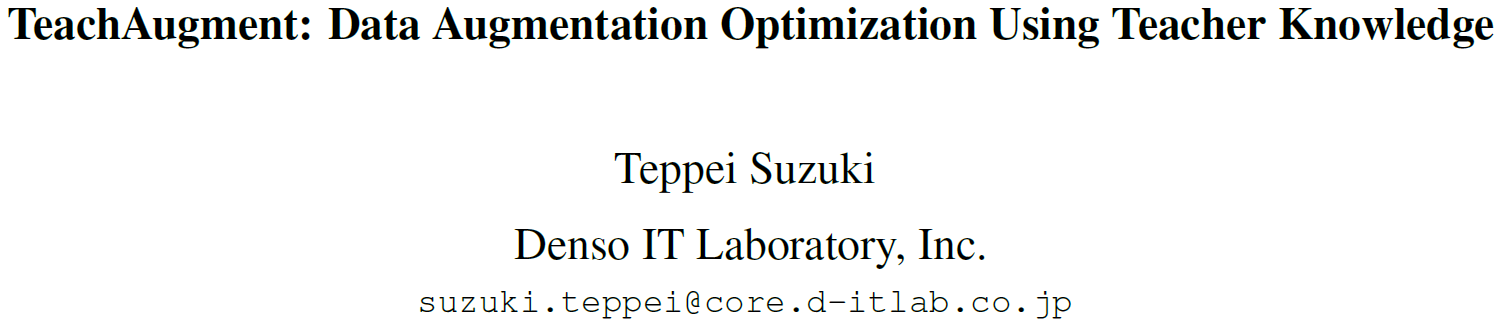 TeachAugment: Data Augmentation Optimization Using Teacher Knowledge
Teppei Suzuki
Denso IT Laboratory, Inc.
suzuki.teppei@core.d-itlab.co.jp